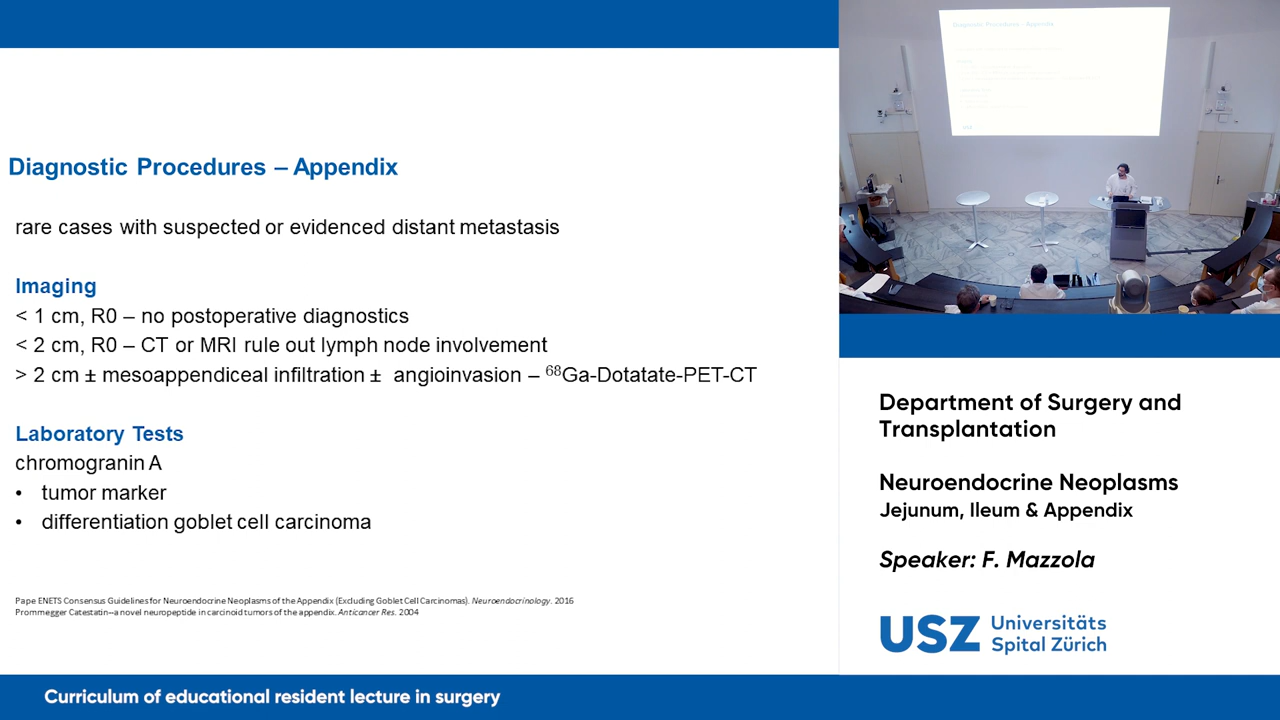 Diagnostic Procedures – Appendix
rare cases with suspected or evidenced distant metastasis
Imaging
< 1 cm, R0 – no postoperative diagnostics
< 2 cm, R0 – CT or MRI rule out lymph node involvement
> 2 cm ± mesoappendiceal infiltration ± angioinvasion – ⁶⁸Ga-Dotatate-PET-CT
Laboratory Tests
chromogranin A
• tumor marker
• differentiation goblet cell carcinoma
Pape ENETS Consensus Guidelines for Neuroendocrine Neoplasms of the Appendix (Excluding Goblet Cell Carcinomas). Neuroendocrinology. 2016
Prommegger Catestatin--a novel neuropeptide in carcinoid tumors of the appendix. Anticancer Res. 2004
Diagnostic Procedures - Appendix
USZ
Department of Surgery and
Transplantation
Neuroendocrine Neoplasms
Jejunum, Ileum & Appendix
Speaker: F. Mazzola
USZ Universitäts
Spital Zürich
Curriculum of educational resident lecture in surgery